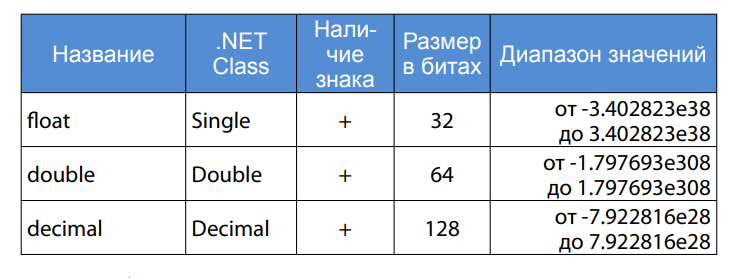 Название .NET Class Нали-чие знака Размер в битах Диапазон значений
float Single + 32 от -3.402823e38
до 3.402823e38
double Double + 64 от -1.797693e308
до 1.797693e308
decimal Decimal + 128 от -7.922816e28
до 7.922816e28